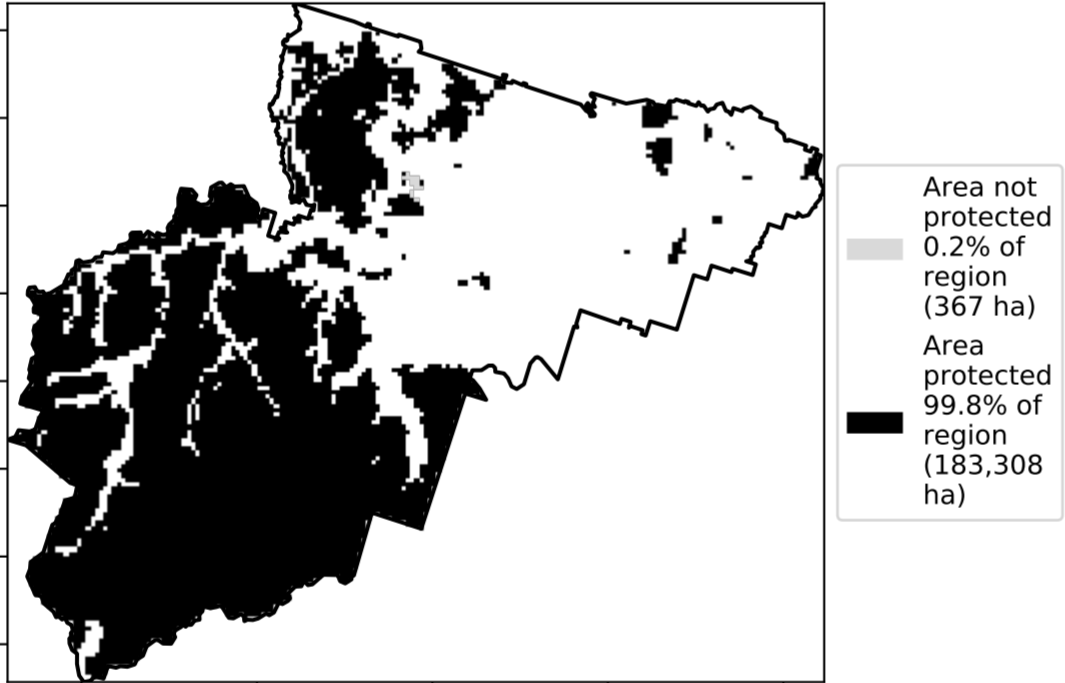 Area not
protected
0.2% of
region
(367 ha)
Area
protected
99.8% of
region
(183,308
ha)